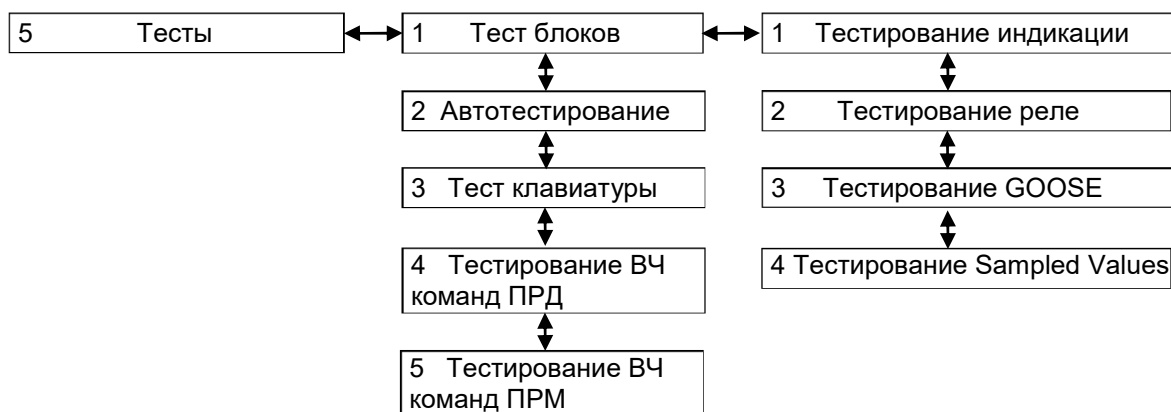 5 Тесты
1 Тест блоков
1 Тестирование индикации
2 Автотестирование
2 Тестирование реле
3 Тест клавиатуры
3 Тестирование GOOSE
4 Тестирование ВЧ
команд ПРД
4 Тестирование Sampled Values
5 Тестирование ВЧ
команд ПРМ